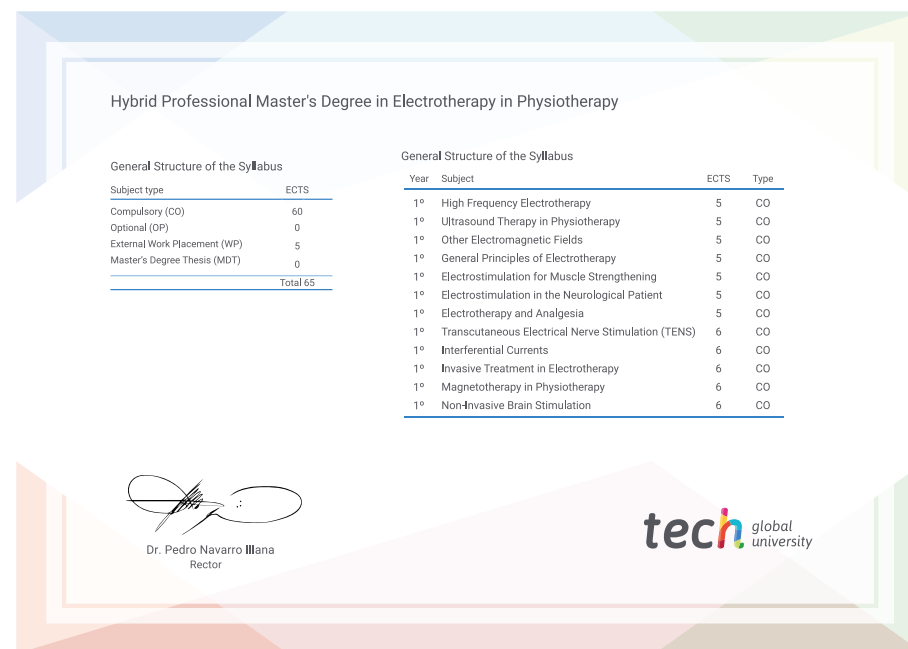 Hybrid Professional Master's Degree in Electrotherapy in Physiotherapy
General Structure of the Syllabus
Subject type ECTS
Compulsory (CO) 60
Optional (OP) 0
External Work Placement (WP) 5
Master's Degree Thesis (MDT) 0
Total 65
General Structure of the Syllabus
Year Subject ECTS Type
1º High Frequency Electrotherapy 5 CO
1º Ultrasound Therapy in Physiotherapy 5 CO
1º Other Electromagnetic Fields 5 CO
1º General Principles of Electrotherapy 5 CO
1º Electrostimulation for Muscle Strengthening 5 CO
1º Electrostimulation in the Neurological Patient 5 CO
1º Electrotherapy and Analgesia 5 CO
1º Transcutaneous Electrical Nerve Stimulation (TENS) 6 CO
1º Interferential Currents 6 CO
1º Invasive Treatment in Electrotherapy 6 CO
1º Magnetotherapy in Physiotherapy 6 CO
1º Non-Invasive Brain Stimulation 6 CO
Dr. Pedro Navarro Illana
Rector
tech global university